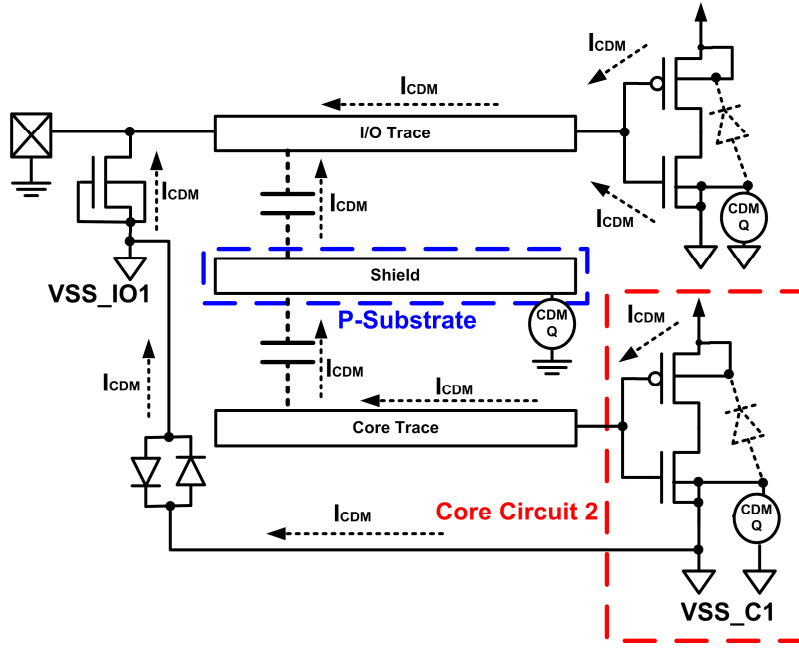 ICDM
ICDM
I/O Trace
ICDM
ICDM
ICDM
CDM
Q
Shield
VSS_IO1
P-Substrate
CDM
Q
ICDM
ICDM
ICDM
ICDM
Core Trace
Core Circuit 2
CDM
Q
ICDM
VSS_C1